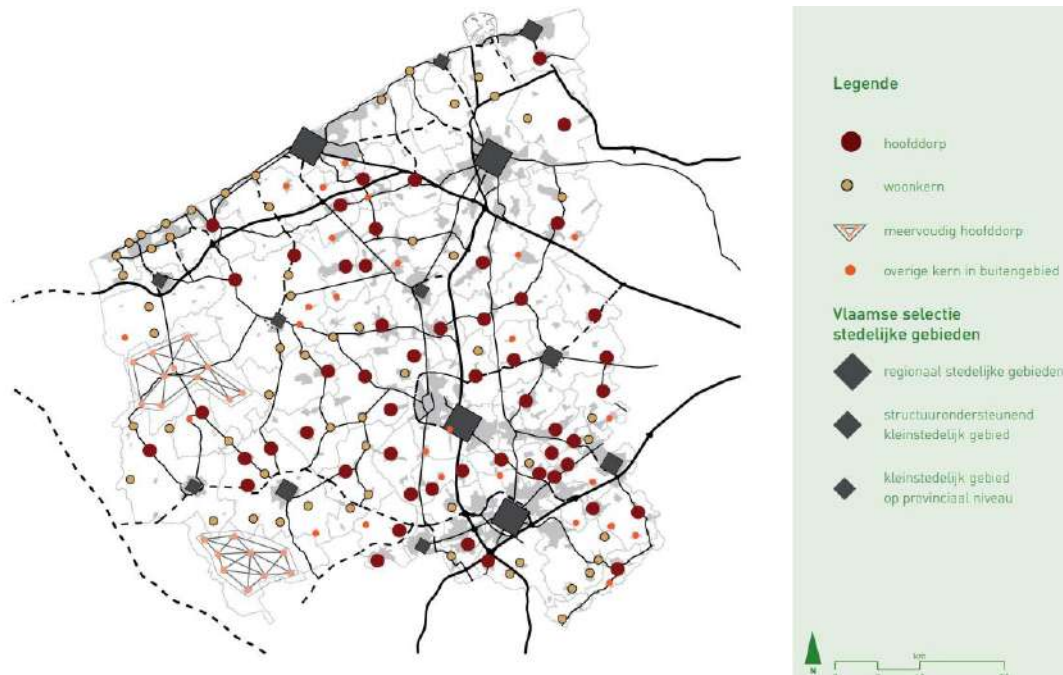 Legende
hoofddorp
woonkern
meervoudig hoofddorp
overige kern in buitengebied
Vlaamse selectie
stedelijke gebieden
regionaal stedelijke gebieden
structuurondersteunend
kleinstedelijk gebied
kleinstedelijk gebied
op provinciaal niveau
km
N